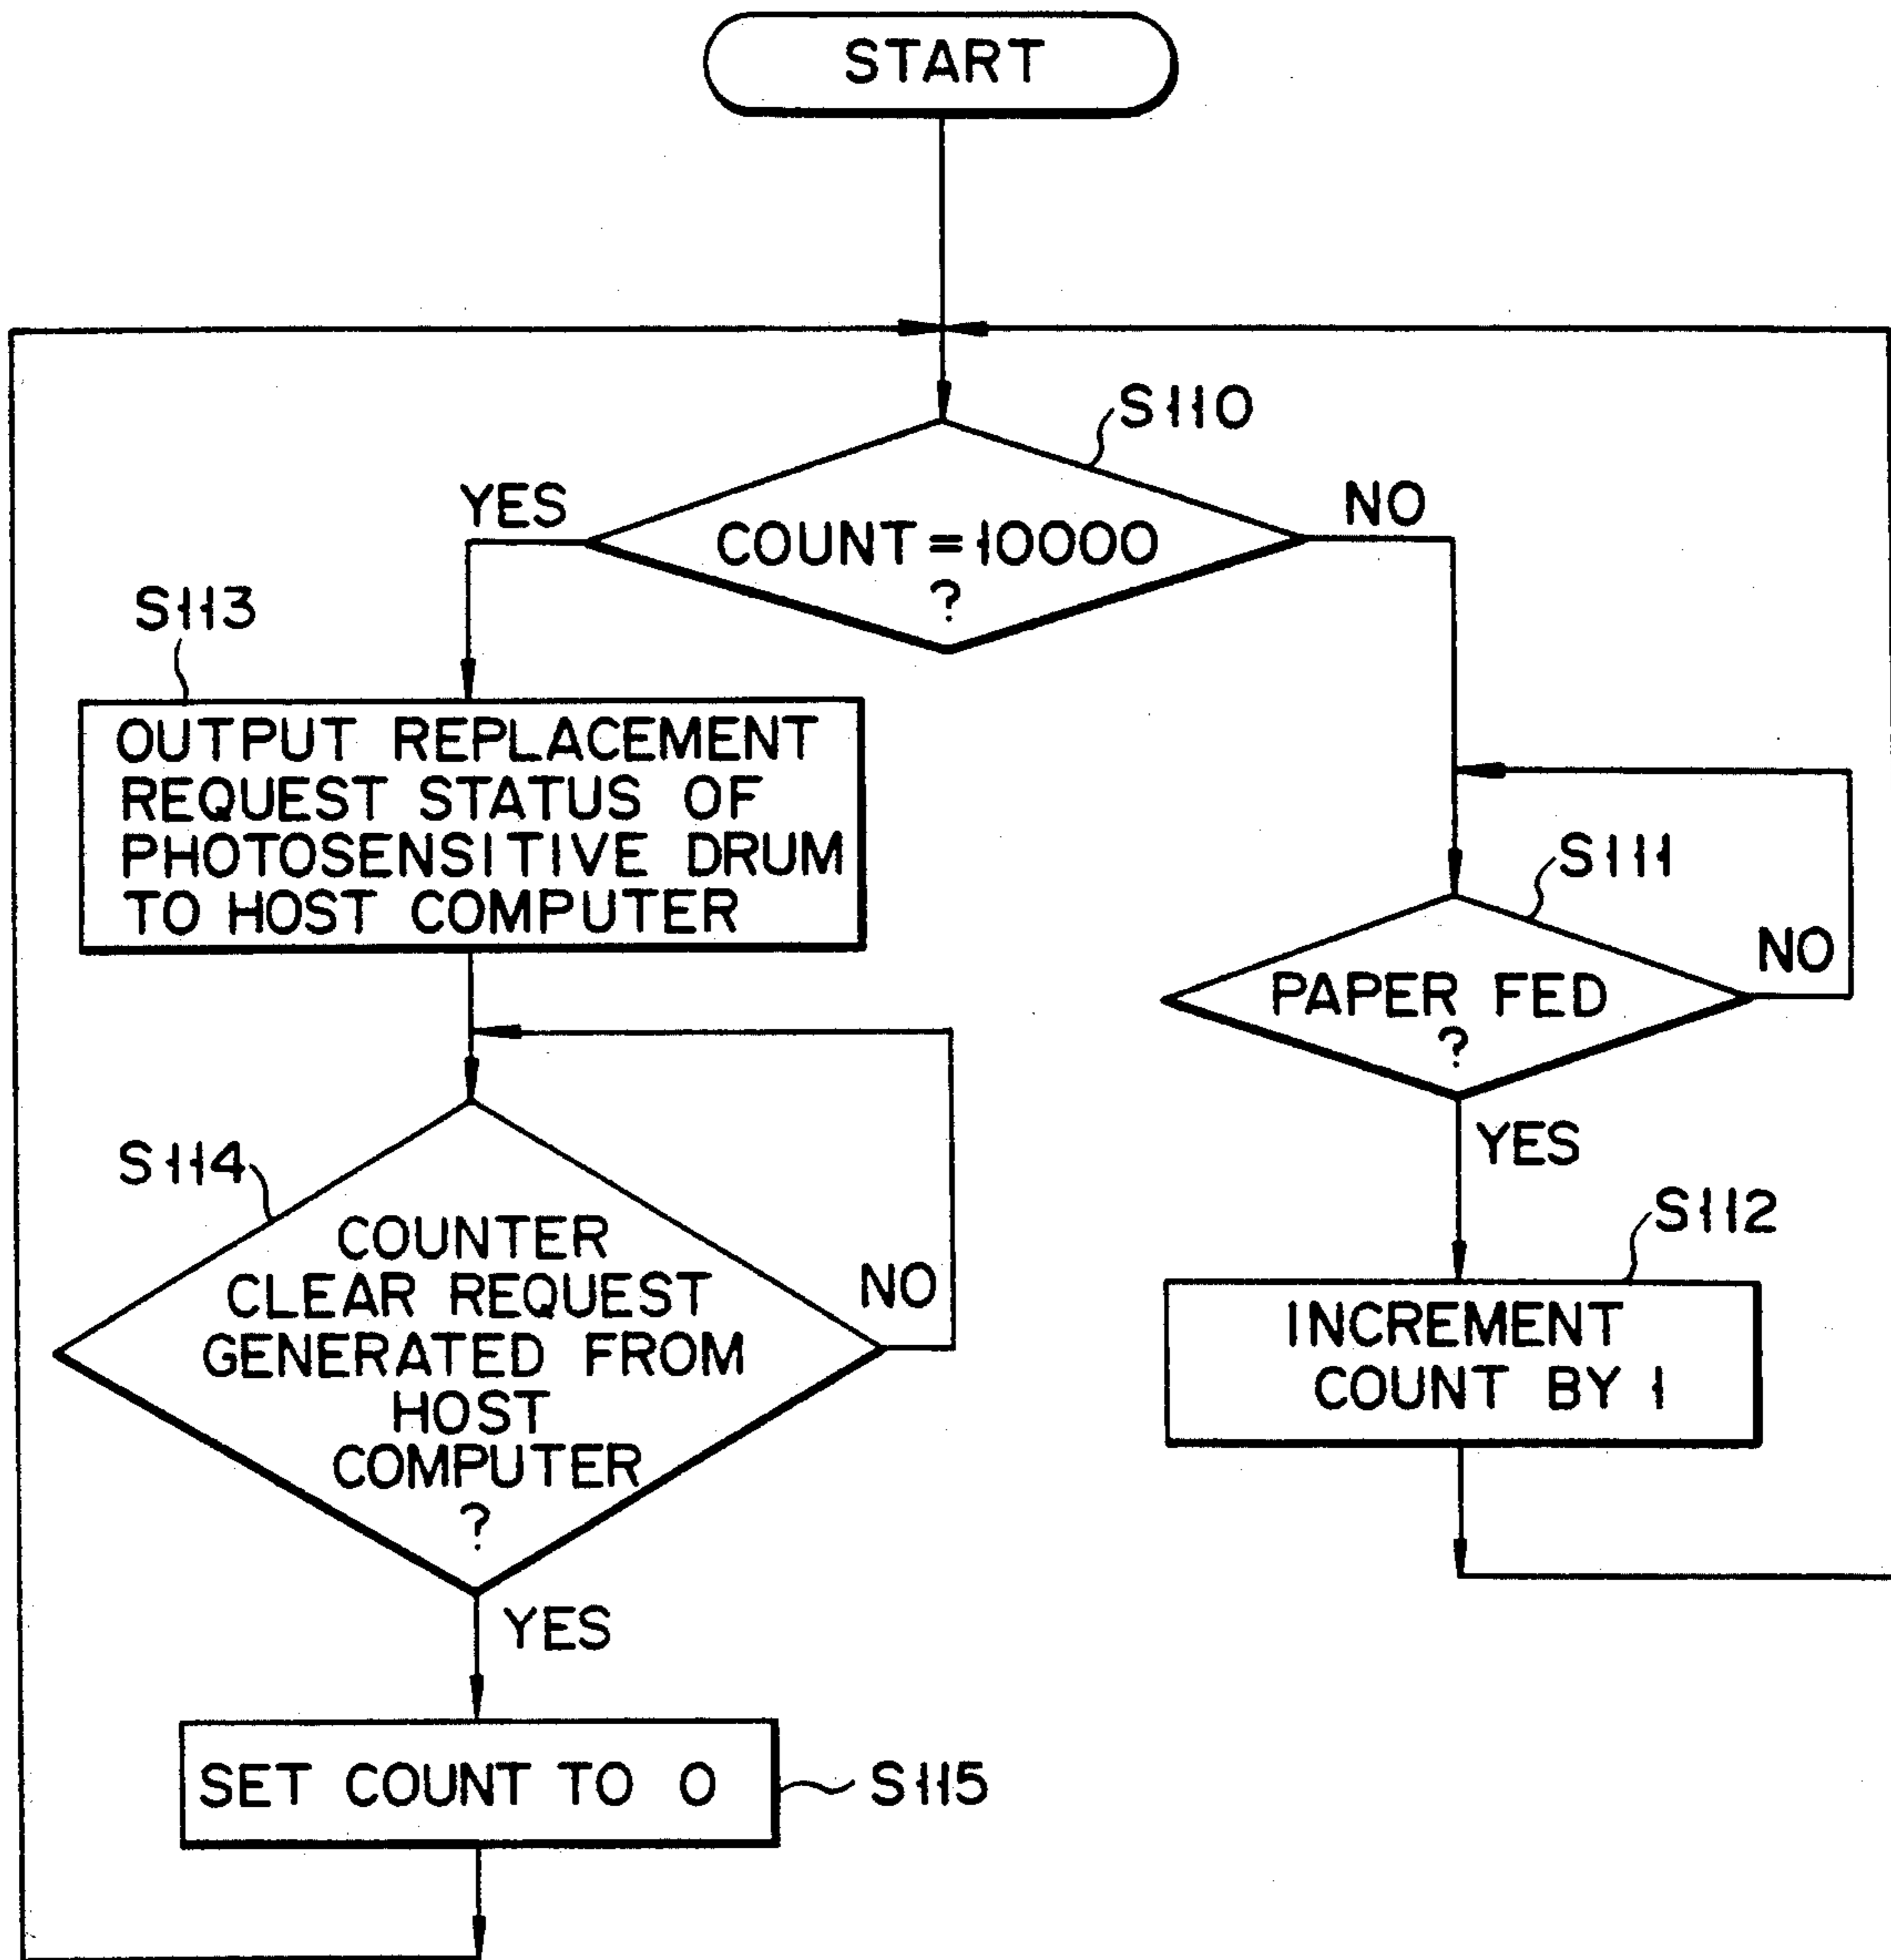 START
S110
YES
NO
COUNT=10000
?
S113
OUTPUT REPLACEMENT
REQUEST STATUS OF
PHOTOSENSITIVE DRUM
TO HOST COMPUTER
S111
NO
PAPER FED
?
YES
S114
COUNTER
CLEAR REQUEST
GENERATED FROM
HOST
COMPUTER
?
NO
YES
S112
INCREMENT
COUNT BY 1
SET COUNT TO 0
S115